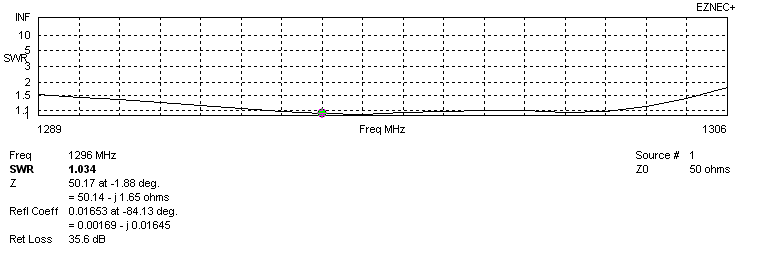 EZNEC+
INF
10
5
SWR
3
2
1.5
1.1
1289 Freq MHz 1306
Freq 1296 MHz Source # 1
SWR 1.034 Z0 50 ohms
Z 50.17 at -1.88 deg.
= 50.14 - j 1.65 ohms
Refl Coeff 0.01653 at -84.13 deg.
= 0.00169 - j 0.01645
Ret Loss 35.6 dB